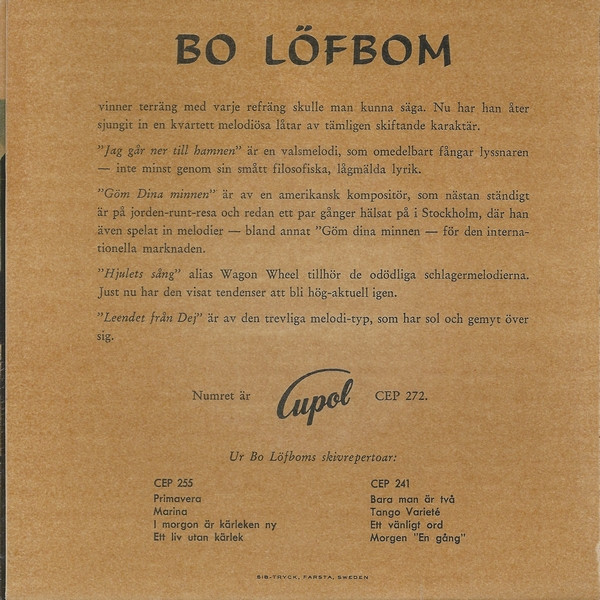 BO LÖFBOM
vinner terräng med varje refräng skulle man kunna säga. Nu har han åter
sjungit in en kvartett melodiösa låtar av tämligen skiftande karaktär.
"Jag går ner till hamnen" är en valsmelodi, som omedelbart fångar lyssnaren
— inte minst genom sin smått filosofiska, lågmälda lyrik.
"Göm Dina minnen" är av en amerikansk kompositör, som nästan ständigt
är på jorden-runt-resa och redan ett par gånger hälsat på i Stockholm, där han
även spelat in melodier — bland annat "Göm dina minnen — för den interna-
tionella marknaden.
"Hjulets sång" alias Wagon Wheel tillhör de odödliga schlagermelodierna.
Just nu har den visat tendenser att bli hög-aktuell igen.
"Leendet från Dej" är av den trevliga melodi-typ, som har sol och gemyt över
sig.
Numret är Cupol CEP 272.
Ur Bo Löfboms skivrepertoar:
CEP 255
Primavera
Marina
I morgon är kärleken ny
Ett liv utan kärlek
CEP 241
Bara man är två
Tango Varieté
Ett vänligt ord
Morgen "En gång"
SIB-TRYCK, FARSTA, SWEDEN